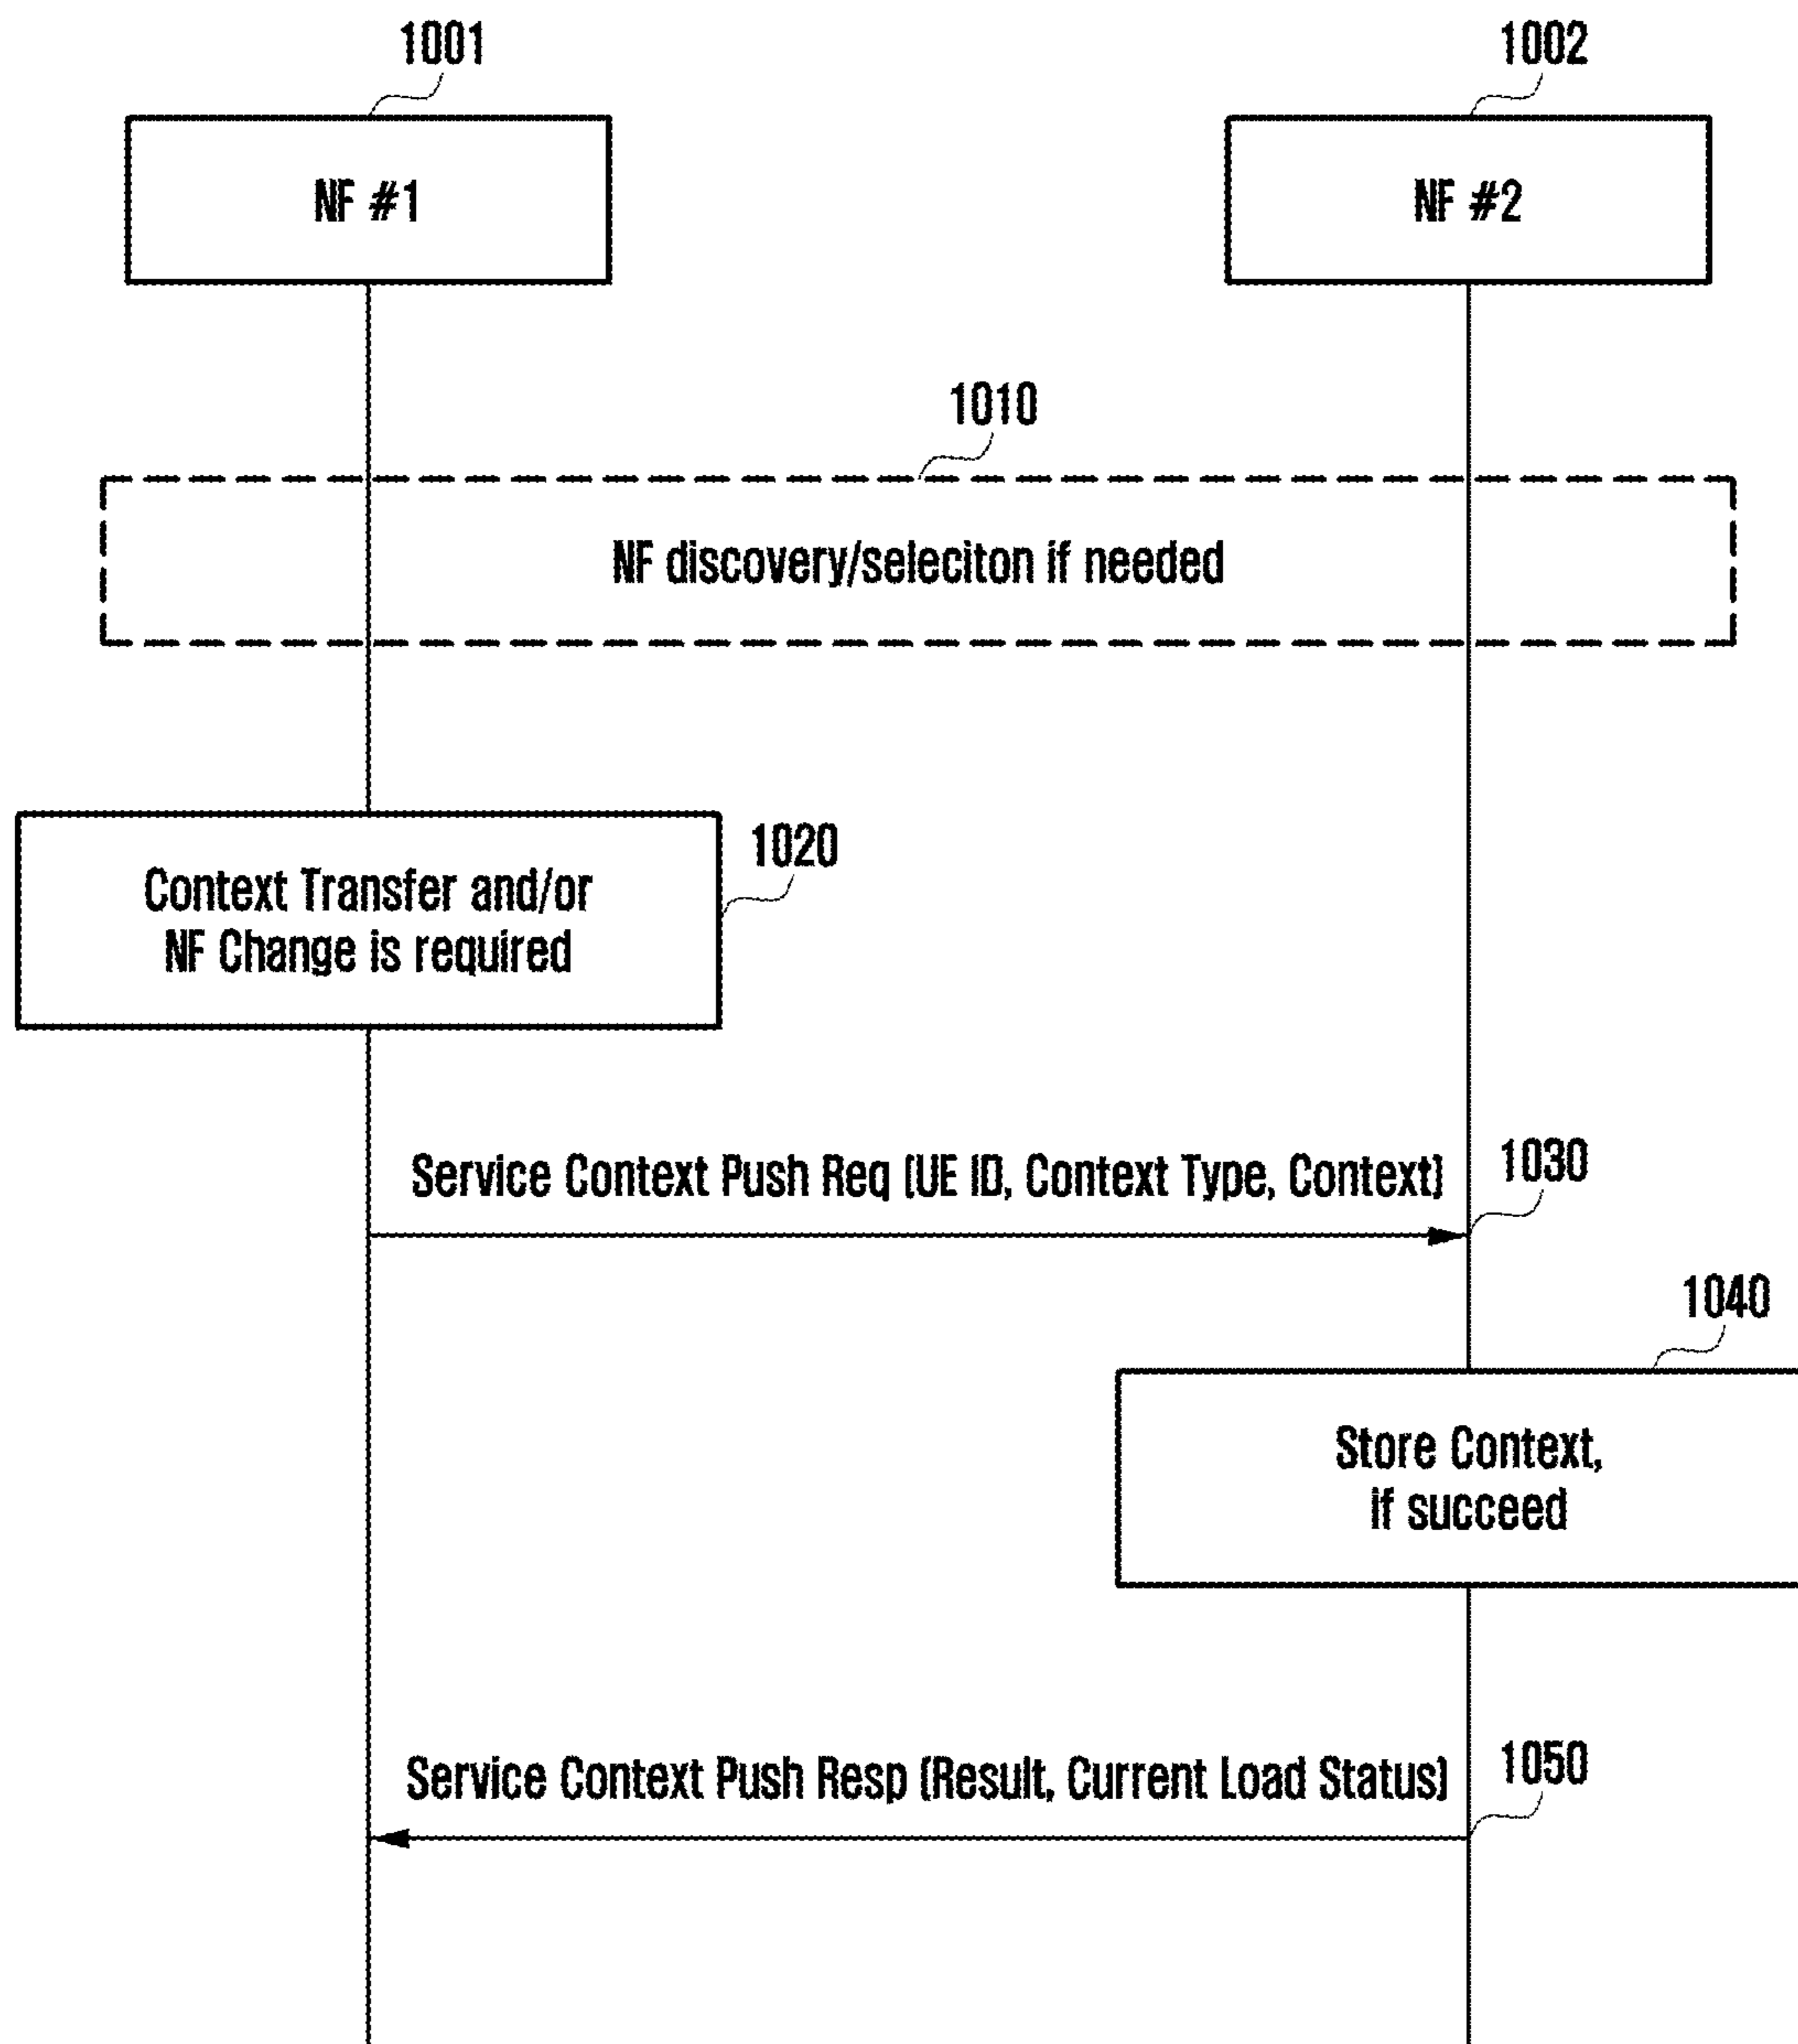 1001
1002
NF #1
NF #2
1010
NF discovery/seleciton if needed
1020
Context Transfer and/or
NF Change is required
Service Context Push Req (UE ID, Context Type, Context)
1030
1040
Store Context,
if succeed
Service Context Push Resp (Result, Current Load Status)
1050